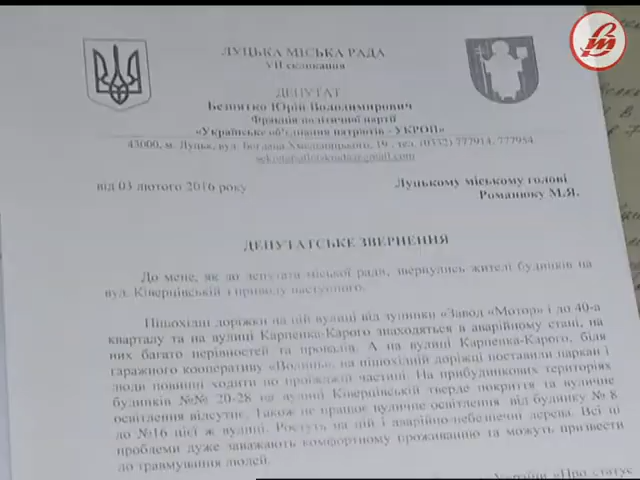 ЛУЦЬКА МІСЬКА РАДА
VII скликання
ДЕПУТАТ
Безпятко Юрій Володимирович
Фракція політичної партії
«Українське об'єднання патріотів - УКРОП»
43000, м. Луцьк, вул. Богдана Хмельницького, 19, тел. (0332) 777914, 777954
від 03 лютого 2016 року
Луцькому міському голові
Романюку М.Я.
ДЕПУТАТСЬКЕ ЗВЕРНЕННЯ
До мене, як до депутата міської ради, звернулись жителі будинків на
вул. Ківерцівській з приводу наступного.
Пішохідні доріжки на цій вулиці від зупинки «Завод «Мотор» і до 40-а
кварталу та на вулиці Карпенка-Карого знаходяться в аварійному стані, на
них багато нерівностей та провалів. А на вулиці Карпенка-Карого, біля
гаражного кооперативу «Волинь» на пішохідній доріжці поставили паркан і
люди повинні ходити по проїжджій частині. На прибудинкових територіях
будинків №№ 20-28 на вулиці Ківерцівській тверде покриття та вуличне
освітлення відсутнє. Також не працює вуличне освітлення від будинку № 8
до №16 цієї ж вулиці. Ростуть на ній і аварійно-небезпечні дерева. Всі ці
проблеми дуже заважають комфортному проживанню та можуть призвести
до травмування людей.
України «Про статус